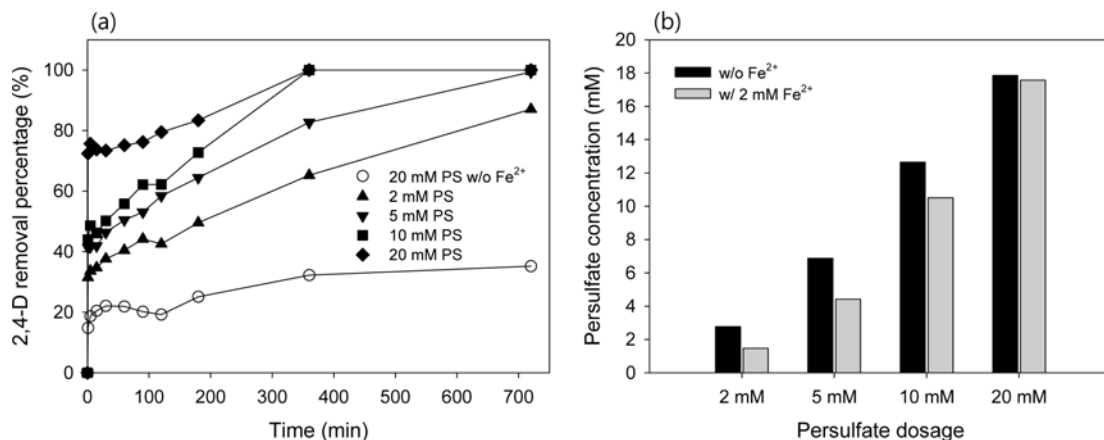 (a)
2,4-D removal percentage (%)
100
80
60
40
20
0
20 mM PS w/o Fe²⁺
2 mM PS
5 mM PS
10 mM PS
20 mM PS
0 100 200 300 400 500 600 700
Time (min)
(b)
Persulfate concentration (mM)
20
18
16
14
12
10
8
6
4
2
0
w/o Fe²⁺
w/ 2 mM Fe²⁺
2 mM 5 mM 10 mM 20 mM
Persulfate dosage